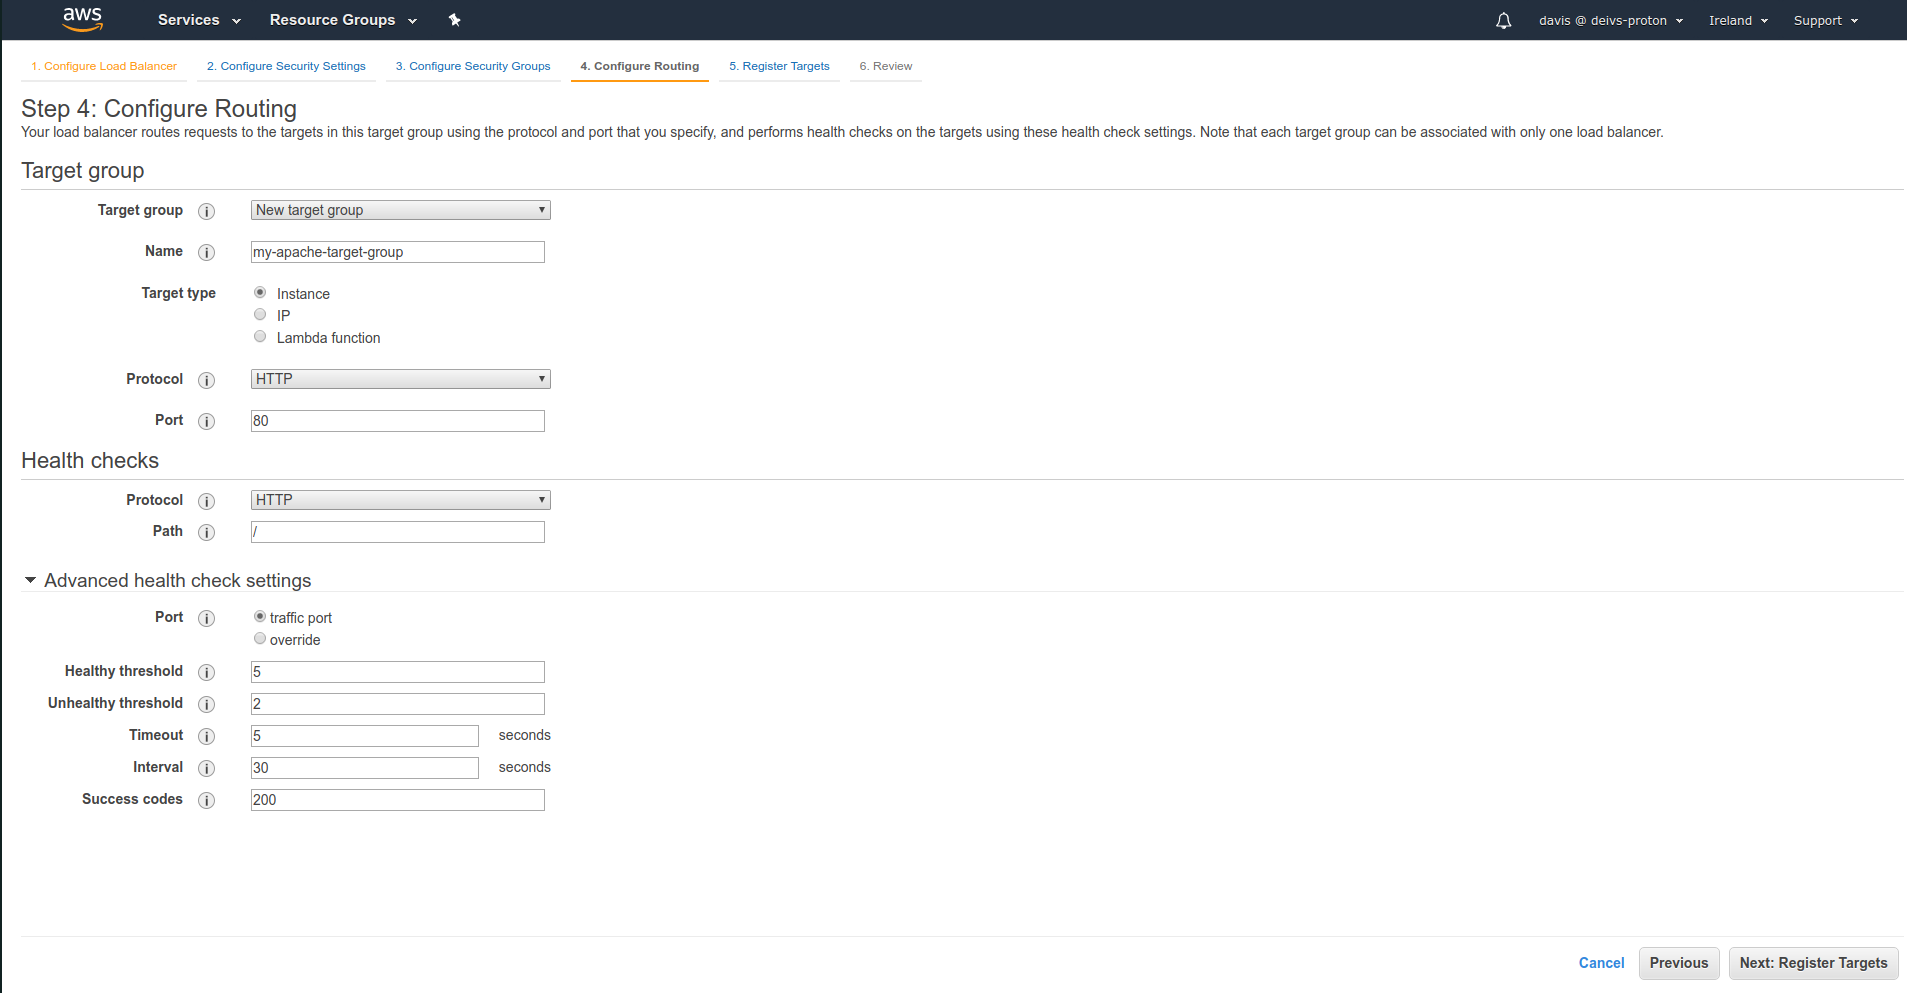 aws Services Resource Groups davis @ deivs-proton Ireland Support
1. Configure Load Balancer 2. Configure Security Settings 3. Configure Security Groups 4. Configure Routing 5. Register Targets 6. Review
Step 4: Configure Routing
Your load balancer routes requests to the targets in this target group using the protocol and port that you specify, and performs health checks on the targets using these health check settings. Note that each target group can be associated with only one load balancer.
Target group
Target group i New target group
Name i my-apache-target-group
Target type Instance
IP
Lambda function
Protocol i HTTP
Port i 80
Health checks
Protocol i HTTP
Path i /
Advanced health check settings
Port i traffic port
override
Healthy threshold i 5
Unhealthy threshold i 2
Timeout i 5 seconds
Interval i 30 seconds
Success codes i 200
Cancel Previous Next: Register Targets